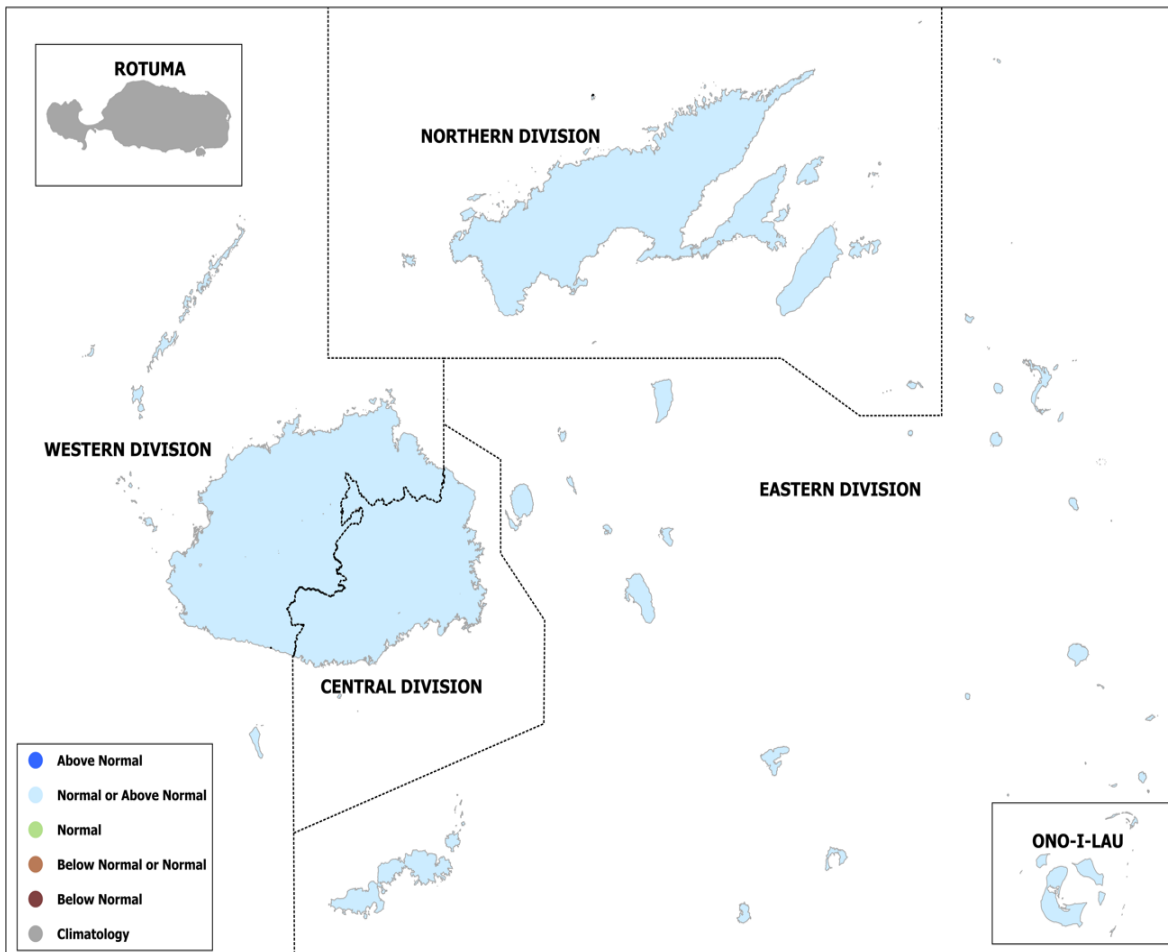 ROTUMA
NORTHERN DIVISION
WESTERN DIVISION
EASTERN DIVISION
CENTRAL DIVISION
Above Normal
Normal or Above Normal
Normal
Below Normal or Normal
Below Normal
Climatology
ONO-I-LAU